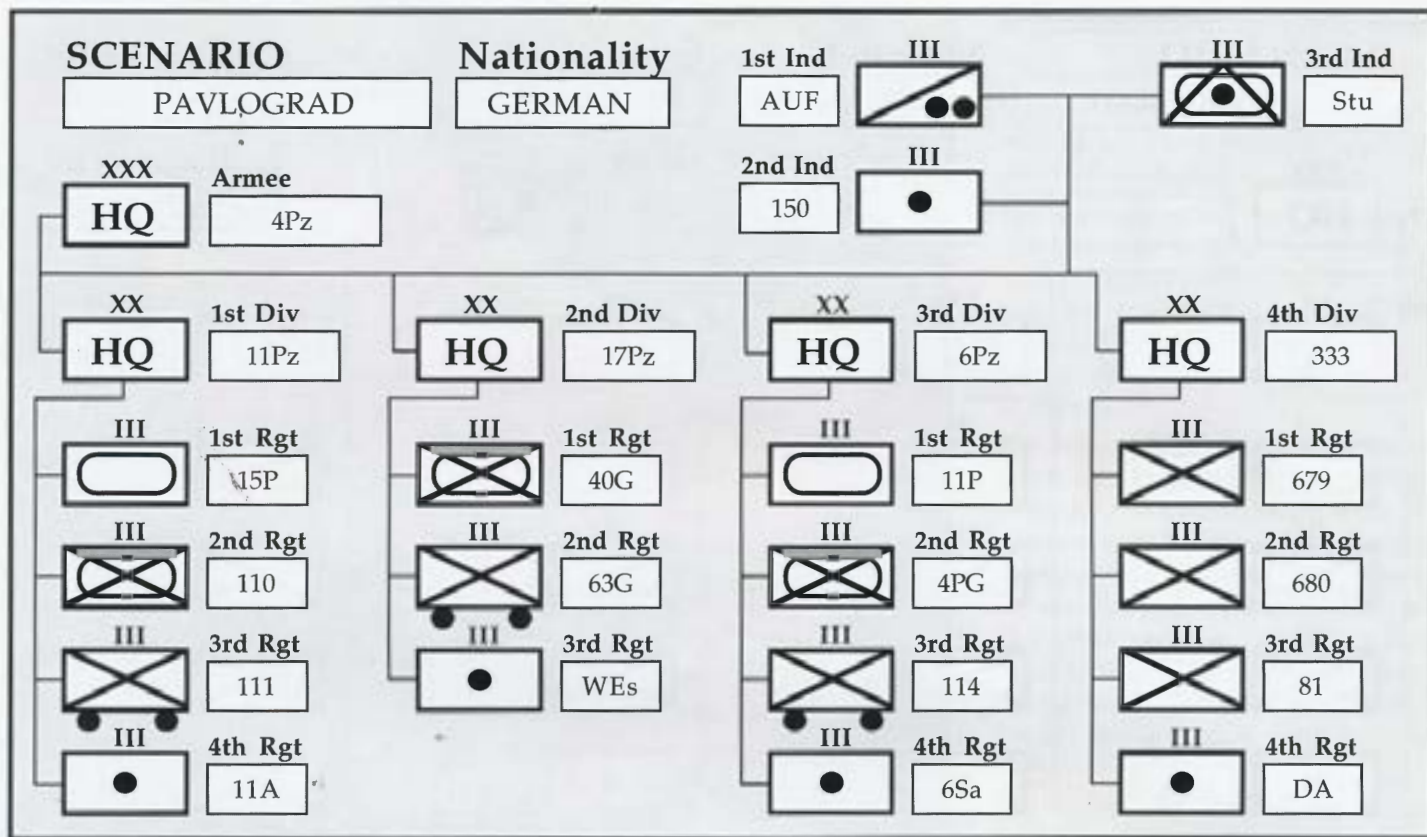 SCENARIO
PAVLOGRAD
Nationality
GERMAN
1st Ind
AUF
III
III
3rd Ind
Stu
2nd Ind
150
III
XXX
HQ
Armee
4Pz
XX
HQ
1st Div
11Pz
XX
HQ
2nd Div
17Pz
XX
HQ
3rd Div
6Pz
XX
HQ
4th Div
333
III
1st Rgt
15P
III
2nd Rgt
110
III
3rd Rgt
111
III
4th Rgt
11A
III
1st Rgt
40G
III
2nd Rgt
63G
III
3rd Rgt
WEs
III
1st Rgt
11P
III
2nd Rgt
4PG
III
3rd Rgt
114
III
4th Rgt
6Sa
III
1st Rgt
679
III
2nd Rgt
680
III
3rd Rgt
81
III
4th Rgt
DA